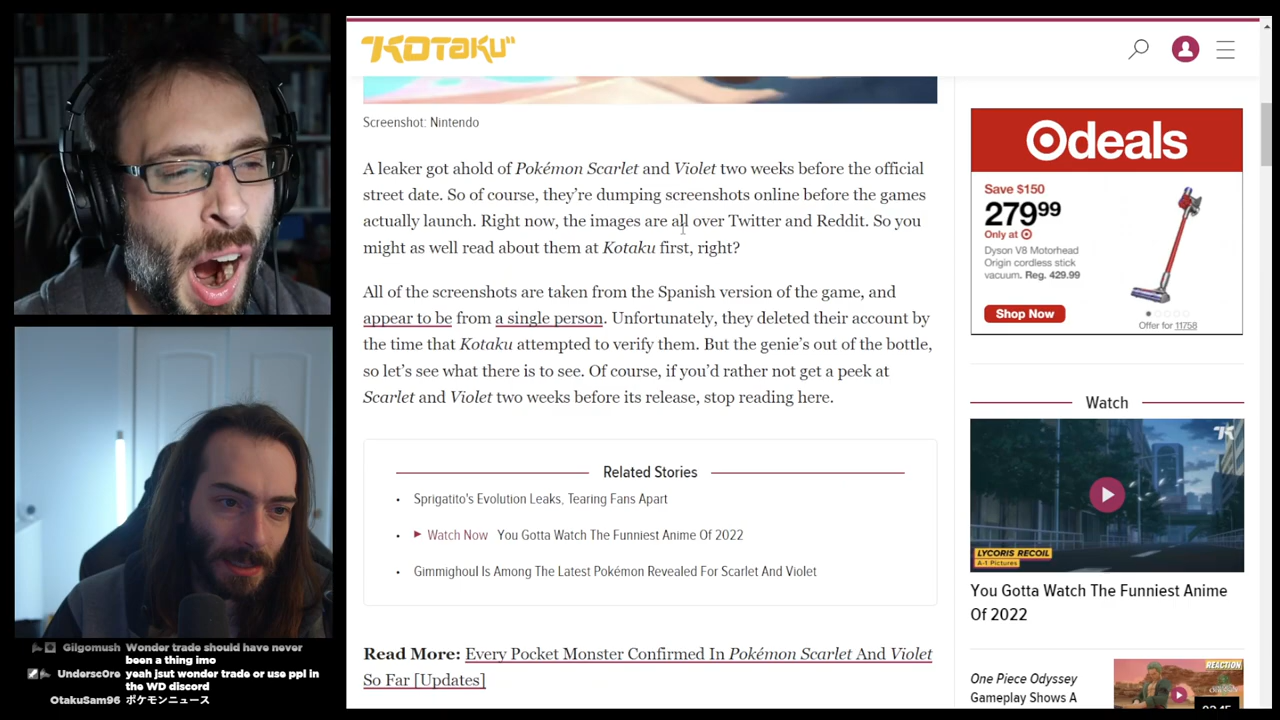 KOTaKU
Screenshot: Nintendo
A leaker got ahold of Pokémon Scarlet and Violet two weeks before the official
street date. So of course, they're dumping screenshots online before the games
actually launch. Right now, the images are all over Twitter and Reddit. So you
might as well read about them at Kotaku first, right?
All of the screenshots are taken from the Spanish version of the game, and
appear to be from a single person. Unfortunately, they deleted their account by
the time that Kotaku attempted to verify them. But the genie's out of the bottle,
so let's see what there is to see. Of course, if you'd rather not get a peek at
Scarlet and Violet two weeks before its release, stop reading here.
Related Stories
• Sprigatito's Evolution Leaks, Tearing Fans Apart
• Watch Now You Gotta Watch The Funniest Anime Of 2022
• Gimmighoul Is Among The Latest Pokémon Revealed For Scarlet And Violet
Read More: Every Pocket Monster Confirmed In Pokémon Scarlet And Violet
So Far [Updates]
deals
Save $150
279.99
Only at
Dyson V8 Motorhead
Origin cordless stick
vacuum. Reg. 429.99
Shop Now
Offer for 11758
Watch
LYCORIS RECOIL
A-1 Pictures
You Gotta Watch The Funniest Anime
Of 2022
One Piece Odyssey
Gameplay Shows A
REACTION
Gilgomush Wonder trade should have never
been a thing imo
Undersc0re yeah jsut wonder trade or use ppl in
the WD discord
OtakuSam96 ポケモンニュース